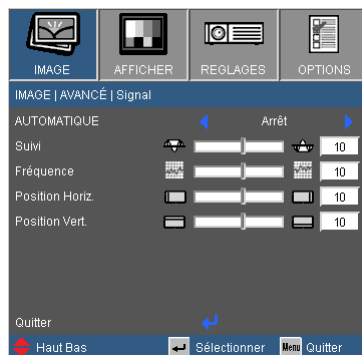 IMAGE AFFICHER REGLAGES OPTIONS
IMAGE | AVANCÉ | Signal
AUTOMATIQUE Arrêt
Suivi 10
Fréquence 10
Position Horiz. 10
Position Vert. 10
Quitter
Haut Bas Sélectionner Menu Quitter